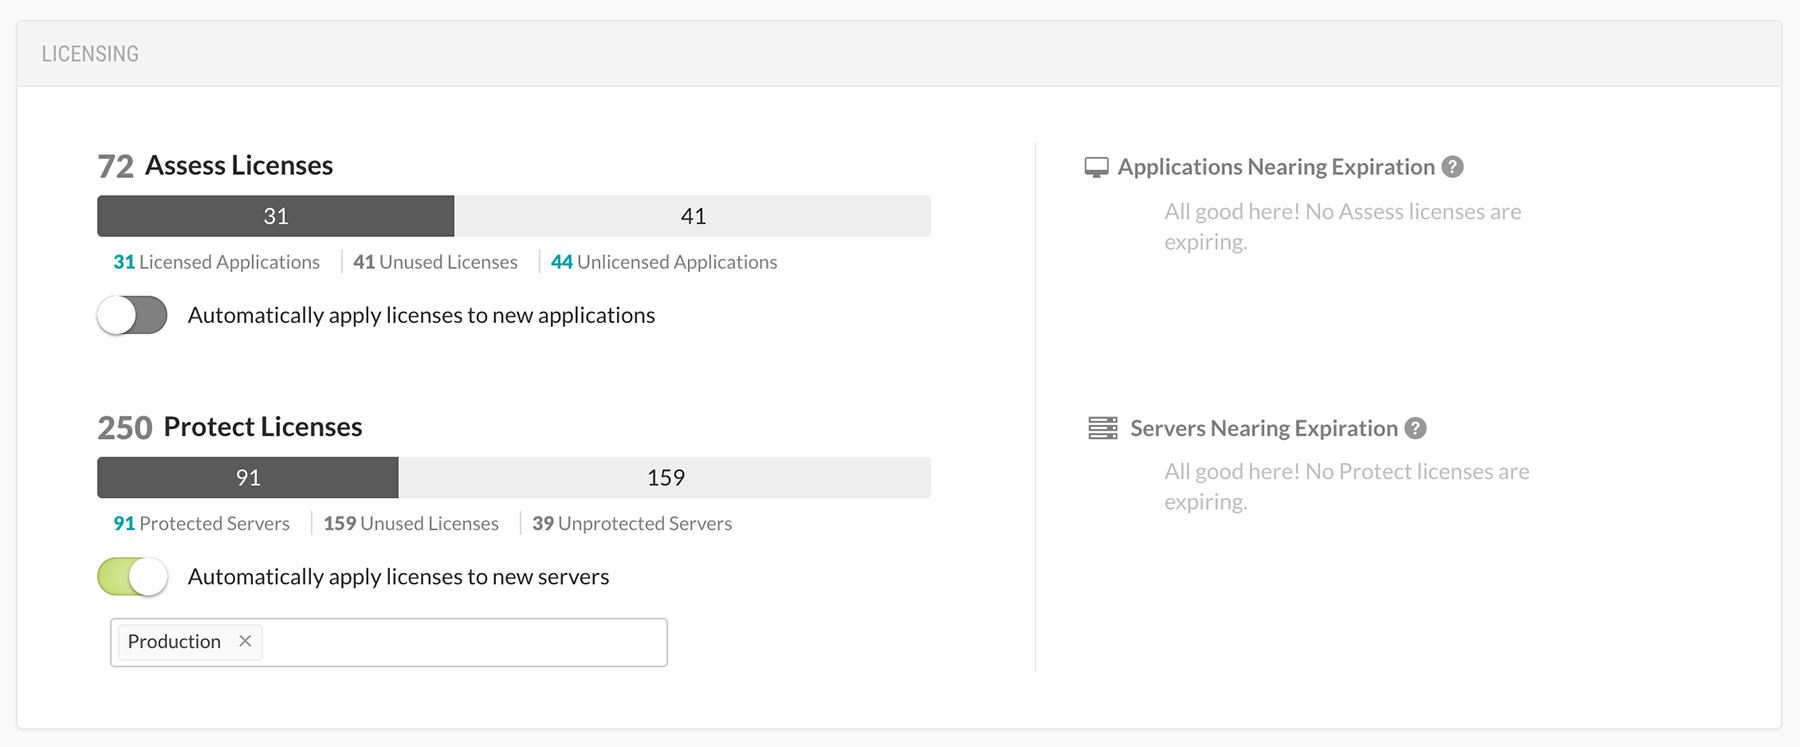 LICENSING
72 Assess Licenses
31 41
31 Licensed Applications 41 Unused Licenses 44 Unlicensed Applications
Automatically apply licenses to new applications
250 Protect Licenses
91 159
91 Protected Servers 159 Unused Licenses 39 Unprotected Servers
Automatically apply licenses to new servers
Production ×
Applications Nearing Expiration ?
All good here! No Assess licenses are
expiring.
Servers Nearing Expiration ?
All good here! No Protect licenses are
expiring.